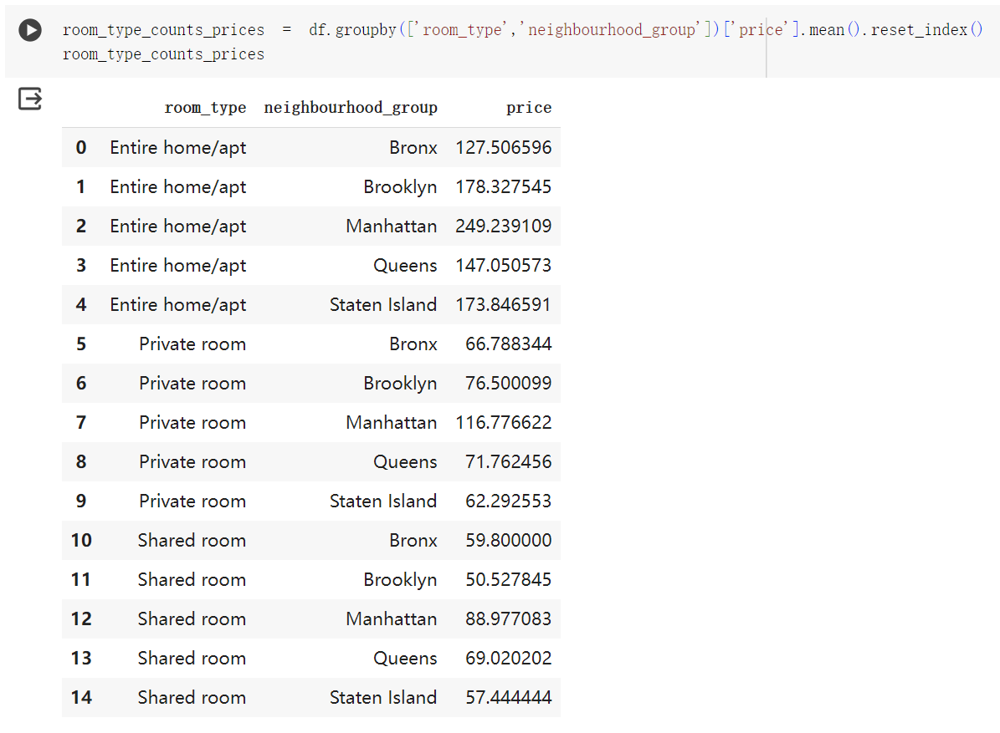 room_type_counts_prices = df.groupby(['room_type','neighbourhood_group'])['price'].mean().reset_index()
room_type_counts_prices
room_type neighbourhood_group price
0 Entire home/apt Bronx 127.506596
1 Entire home/apt Brooklyn 178.327545
2 Entire home/apt Manhattan 249.239109
3 Entire home/apt Queens 147.050573
4 Entire home/apt Staten Island 173.846591
5 Private room Bronx 66.788344
6 Private room Brooklyn 76.500099
7 Private room Manhattan 116.776622
8 Private room Queens 71.762456
9 Private room Staten Island 62.292553
10 Shared room Bronx 59.800000
11 Shared room Brooklyn 50.527845
12 Shared room Manhattan 88.977083
13 Shared room Queens 69.020202
14 Shared room Staten Island 57.444444